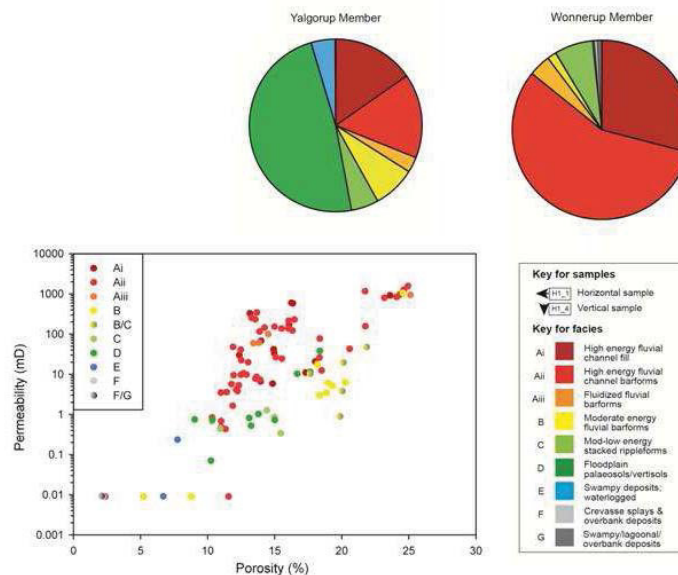 Yalgorup Member
Wonnerup Member
10000
1000
100
10
1
0.1
0.01
0.001
Permeability (mD)
0
5
10
15
20
25
30
Porosity (%)
Ai
Aii
Aiii
B
B/C
C
D
E
F
F/G
Key for samples
H1_1 Horizontal sample
H1_4 Vertical sample
Key for facies
Ai High energy fluvial
channel fill
Aii High energy fluvial
channel barforms
Aiii Fluidized fluvial
barforms
B Moderate energy
fluvial barforms
C Mod-low energy
stacked rippleforms
D Floodplain
palaeosols/vertisols
E Swampy deposits;
waterlogged
F Crevasse splays &
overbank deposits
G Swampy/lagoonal/
overbank deposits